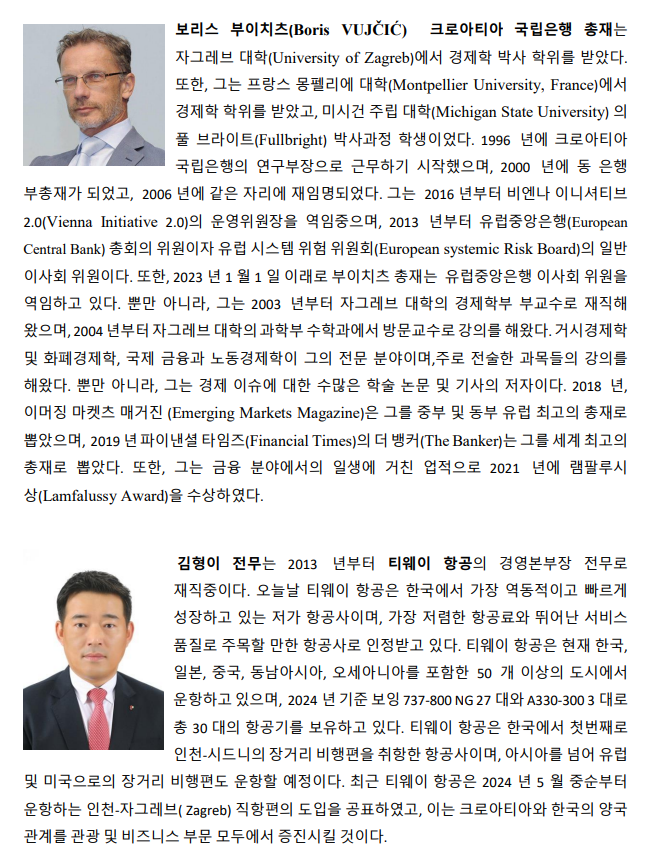 보리스 부이치츠(Boris VUJČIĆ) 크로아티아 국립은행 총재는
자그레브 대학(University of Zagreb)에서 경제학 박사 학위를 받았다.
또한, 그는 프랑스 몽펠리에 대학(Montpellier University, France)에서
경제학 학위를 받았고, 미시건 주립 대학(Michigan State University) 의
풀 브라이트(Fullbright) 박사과정 학생이었다. 1996 년에 크로아티아
국립은행의 연구부장으로 근무하기 시작했으며, 2000 년에 동 은행
부총재가 되었고, 2006 년에 같은 자리에 재임명되었다. 그는 2016 년부터 비엔나 이니셔티브
2.0(Vienna Initiative 2.0)의 운영위원장을 역임중으며, 2013 년부터 유럽중앙은행(European
Central Bank) 총회의 위원이자 유럽 시스템 위험 위원회(European systemic Risk Board)의 일반
이사회 위원이다. 또한, 2023 년 1 월 1 일 이래로 부이치츠 총재는 유럽중앙은행 이사회 위원을
역임하고 있다. 뿐만 아니라, 그는 2003 년부터 자그레브 대학의 경제학부 부교수로 재직해
왔으며, 2004 년부터 자그레브 대학의 과학부 수학과에서 방문교수로 강의를 해왔다. 거시경제학
및 화폐경제학, 국제 금융과 노동경제학이 그의 전문 분야이며,주로 전술한 과목들의 강의를
해왔다. 뿐만 아니라, 그는 경제 이슈에 대한 수많은 학술 논문 및 기사의 저자이다. 2018 년,
이머징 마켓츠 매거진 (Emerging Markets Magazine)은 그를 중부 및 동부 유럽 최고의 총재로
뽑았으며, 2019 년 파이낸셜 타임즈(Financial Times)의 더 뱅커(The Banker)는 그를 세계 최고의
총재로 뽑았다. 또한, 그는 금융 분야에서의 일생에 거친 업적으로 2021 년에 램팔루시
상(Lamfalussy Award)을 수상하였다.
김형이 전무는 2013 년부터 티웨이 항공의 경영본부장 전무로
재직중이다. 오늘날 티웨이 항공은 한국에서 가장 역동적이고 빠르게
성장하고 있는 저가 항공사이며, 가장 저렴한 항공료와 뛰어난 서비스
품질로 주목할 만한 항공사로 인정받고 있다. 티웨이 항공은 현재 한국,
일본, 중국, 동남아시아, 오세아니아를 포함한 50 개 이상의 도시에서
운항하고 있으며, 2024 년 기준 보잉 737-800 NG 27 대와 A330-300 3 대로
총 30 대의 항공기를 보유하고 있다. 티웨이 항공은 한국에서 첫번째로
인천-시드니의 장거리 비행편을 취항한 항공사이며, 아시아를 넘어 유럽
및 미국으로의 장거리 비행편도 운항할 예정이다. 최근 티웨이 항공은 2024 년 5 월 중순부터
운항하는 인천-자그레브( Zagreb) 직항편의 도입을 공표하였고, 이는 크로아티아와 한국의 양국
관계를 관광 및 비즈니스 부문 모두에서 증진시킬 것이다.